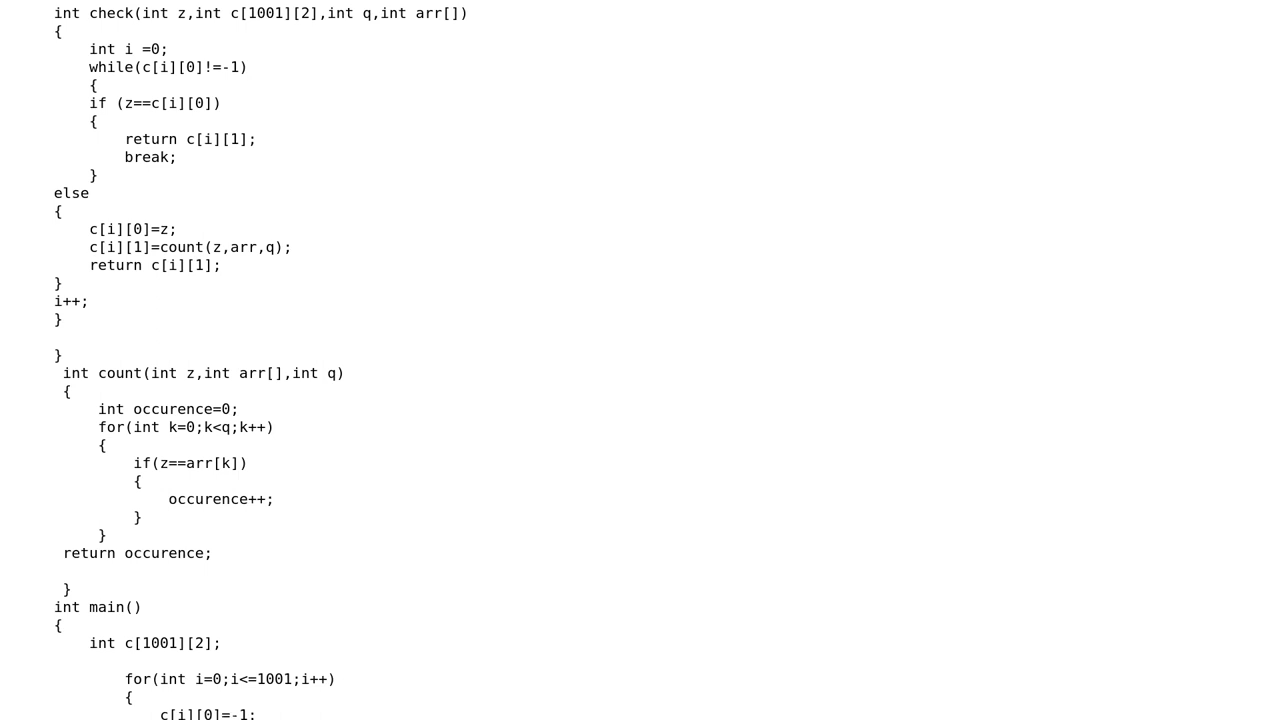 int check(int z,int c[1001][2],int q,int arr[])
{
    int i =0;
    while(c[i][0]!=-1)
    {
    if (z==c[i][0])
    {
        return c[i][1];
        break;
    }
else
{
    c[i][0]=z;
    c[i][1]=count(z,arr,q);
    return c[i][1];
}
i++;
}

}
 int count(int z,int arr[],int q)
 {
     int occurence=0;
     for(int k=0;k<q;k++)
     {
         if(z==arr[k])
         {
             occurence++;
         }
     }
 return occurence;

 }
int main()
{
    int c[1001][2];

        for(int i=0;i<=1001;i++)
        {
            c[i][0]=-1;